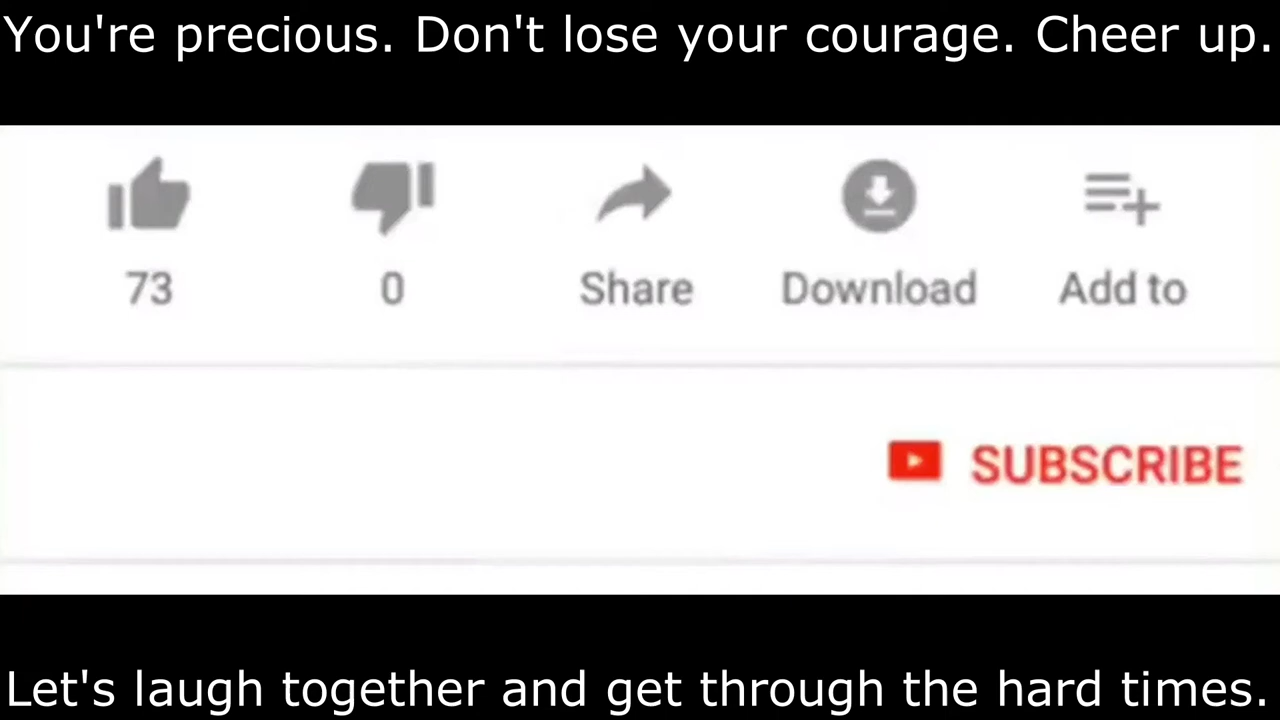 You're precious. Don't lose your courage. Cheer up.
73 0 Share Download Add to
SUBSCRIBE
Let's laugh together and get through the hard times.